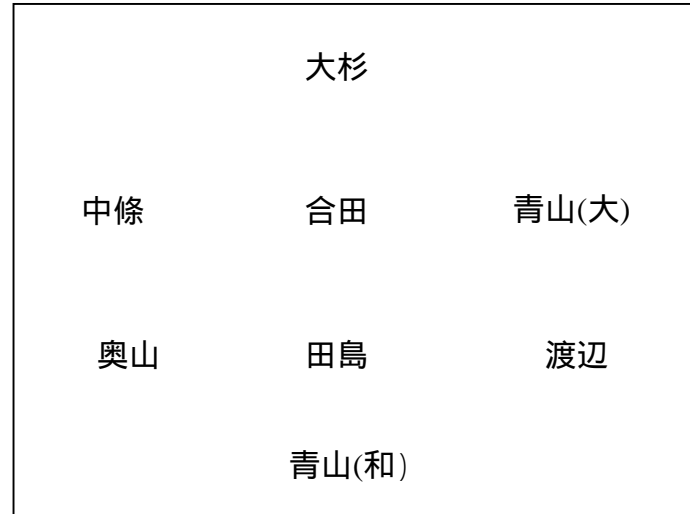 大杉
中條 合田 青山(大)
奥山 田島 渡辺
青山(和)